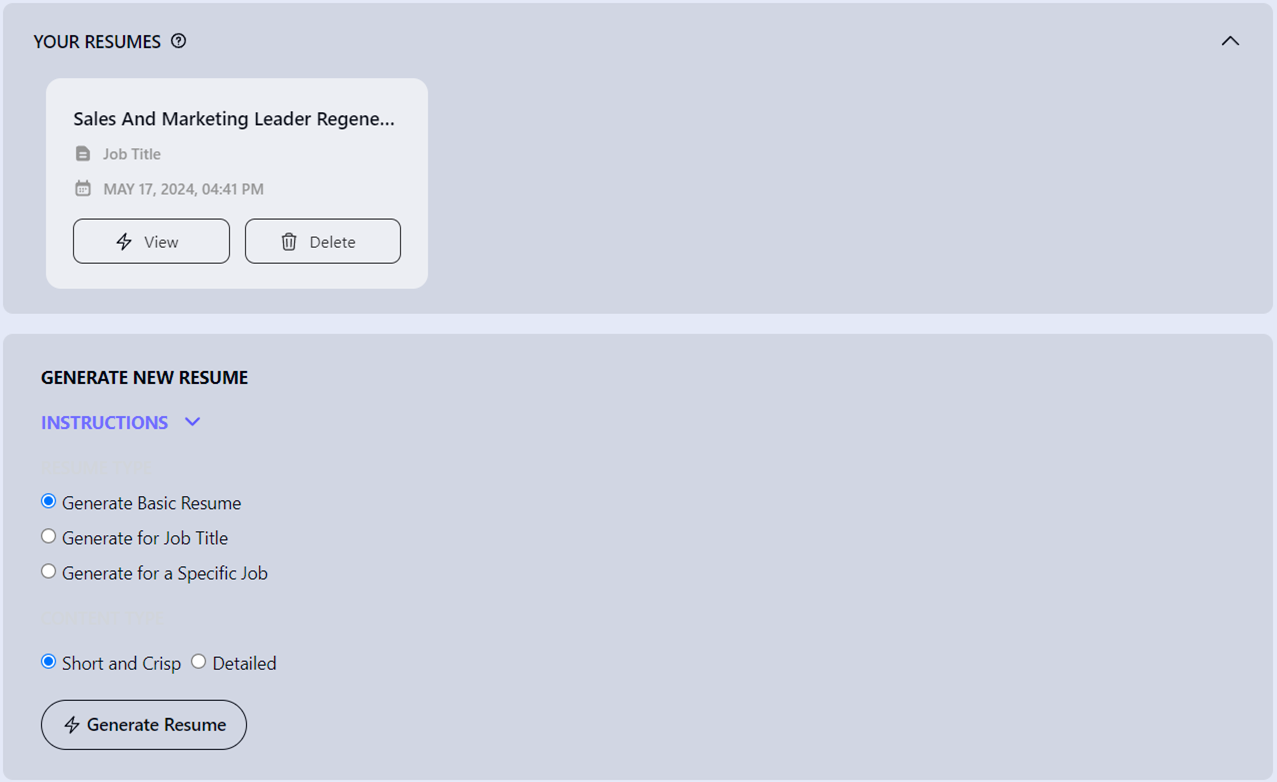 YOUR RESUMES
Sales And Marketing Leader Regene...
Job Title
MAY 17, 2024, 04:41 PM
View Delete
GENERATE NEW RESUME
INSTRUCTIONS
RESUME TYPE
Generate Basic Resume
Generate for Job Title
Generate for a Specific Job
Short and Crisp Detailed
Generate Resume